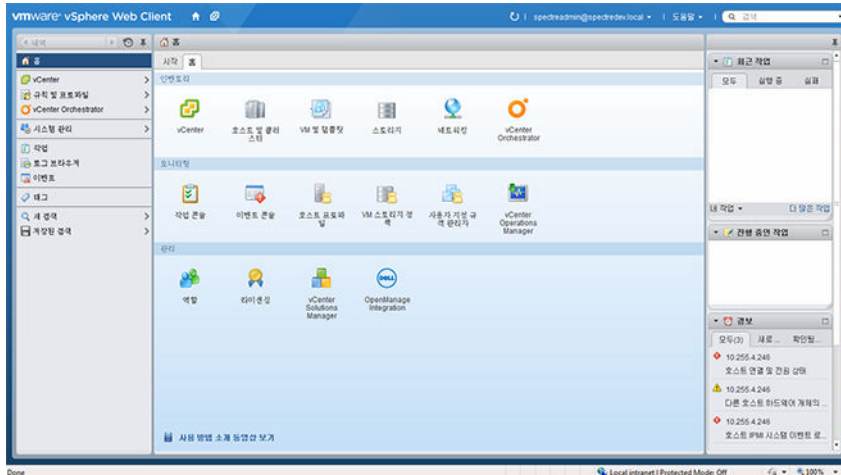 vmware vSphere Web Client
spectreadmin@spectredev.local
도움말
검색
홈
홈
시작
홈
vCenter
규칙 및 프로파일
vCenter Orchestrator
시스템 관리
작업
로그 브라우저
이벤트
태그
새 검색
저장된 검색
인벤토리
vCenter
호스트 및 클러
스터
VM 및 템플릿
스토리지
네트워킹
vCenter
Orchestrator
모니터링
작업 콘솔
이벤트 콘솔
호스트 프로파
일
VM 스토리지 정
책
사용자 지정 규
격 관리자
vCenter
Operations
Manager
관리
역할
라이센싱
vCenter
Solutions
Manager
DELL
OpenManage
Integration
사용 방법 소개 동영상 보기
최근 작업
모두
실행 중
실패
내 작업
더 많은 작업
진행 중인 작업
경보
모두(3)
새로 ...
확인됨...
10.255.4.246
호스트 연결 및 전원 상태
10.255.4.246
다른 호스트 하드웨어 개체의 ...
10.255.4.246
호스트 IPMI 시스템 이벤트 로...
Done
Local intranet | Protected Mode: Off
100%